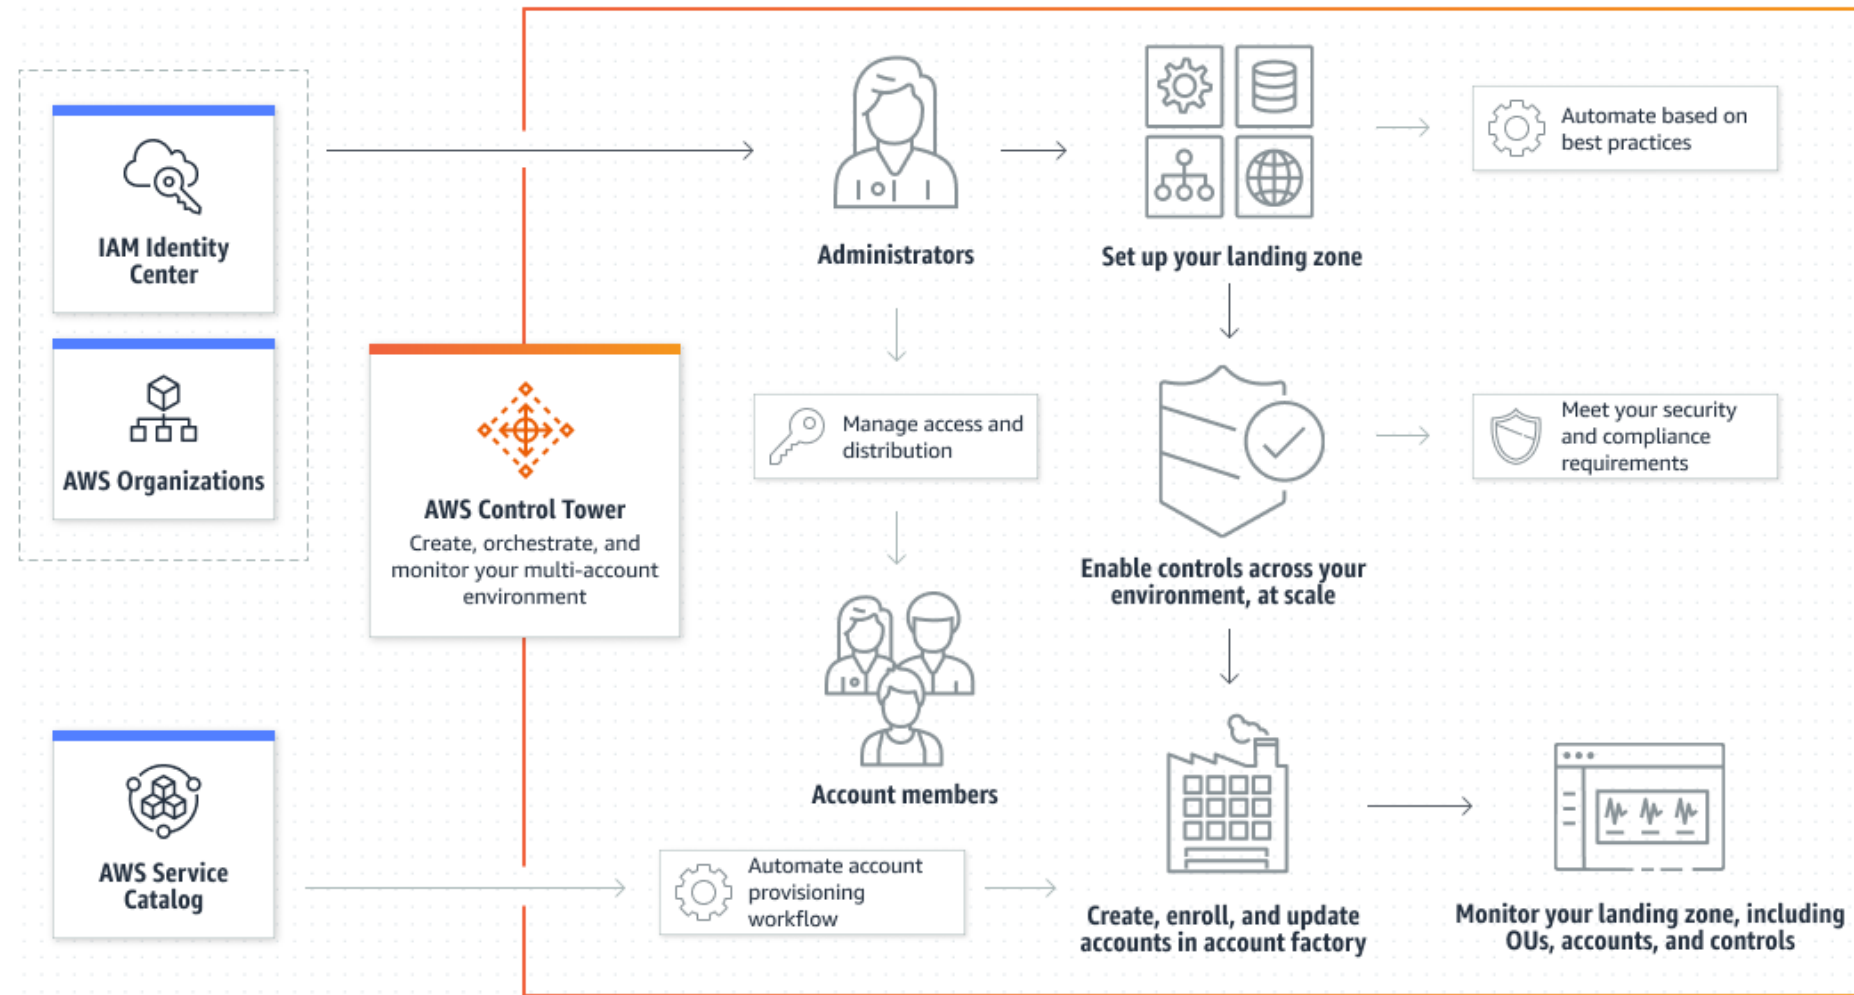 IAM Identity
Center
AWS Organizations
AWS Service
Catalog
AWS Control Tower
Create, orchestrate, and
monitor your multi-account
environment
Administrators
Manage access and
distribution
Account members
Automate account
provisioning
workflow
Set up your landing zone
Automate based on
best practices
Enable controls across your
environment, at scale
Meet your security
and compliance
requirements
Create, enroll, and update
accounts in account factory
Monitor your landing zone, including
OUs, accounts, and controls